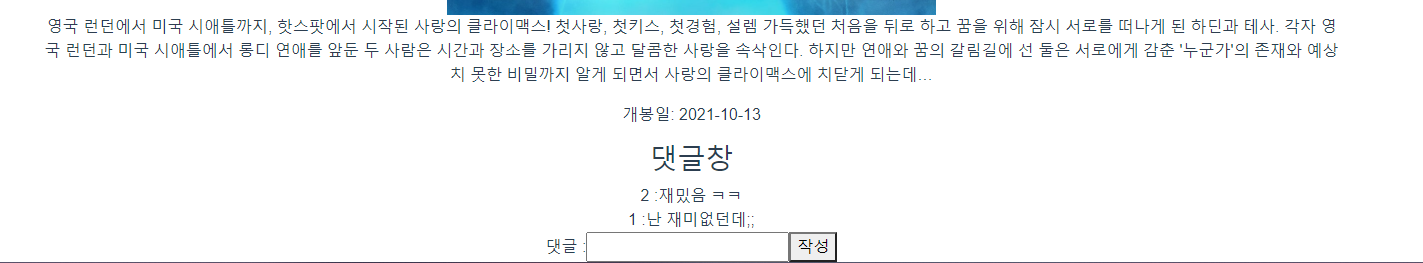 영국 런던에서 미국 시애틀까지, 핫스팟에서 시작된 사랑의 클라이맥스! 첫사랑, 첫키스, 첫경험, 설렘 가득했던 처음을 뒤로 하고 꿈을 위해 잠시 서로를 떠나게 된 하딘과 테사. 각자 영
국 런던과 미국 시애틀에서 롱디 연애를 앞둔 두 사람은 시간과 장소를 가리지 않고 달콤한 사랑을 속삭인다. 하지만 연애와 꿈의 갈림길에 선 둘은 서로에게 감춘 '누군가'의 존재와 예상
치 못한 비밀까지 알게 되면서 사랑의 클라이맥스에 치닫게 되는데…
개봉일: 2021-10-13
댓글창
2 :재밌음 ㅋㅋ
1 :난 재미없던데;;
댓글 : 작성